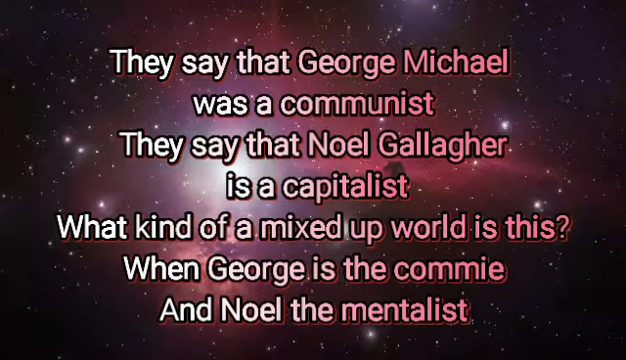 They say that George Michael
was a communist
They say that Noel Gallagher
is a capitalist
What kind of a mixed up world is this?
When George is the commie
And Noel the mentalist